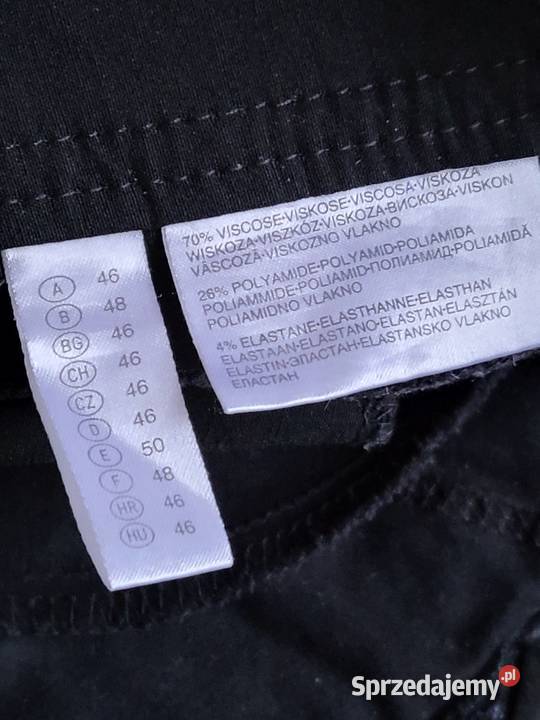 A 46
B 48
BG 46
CH 46
CZ 46
D 46
E 50
F 48
HR 46
HU 46
70% VISCOSE·VISKOSE·VISCOSA·VISKOZA
WISKOZA·VISZKÓZ·VISKOZA·ВИСКОЗА·VISKON
VÂSCOZĂ·VISKOZNO VLAKNO
26% POLYAMIDE·POLYAMID·POLIAMIDA
POLIAMMIDE·POLIAMID·ПОЛИАМИД·POLIAMIDĂ
POLIAMIDNO VLAKNO
4% ELASTANE·ELASTHANNE·ELASTHAN
ELASTAAN·ELASTANO·ELASTAN·ELASZTÁN
ELASTIN·ЭЛАСТАН·ELASTANSKO VLAKNO
ЕЛАСТАН
Sprzedajemy.pl